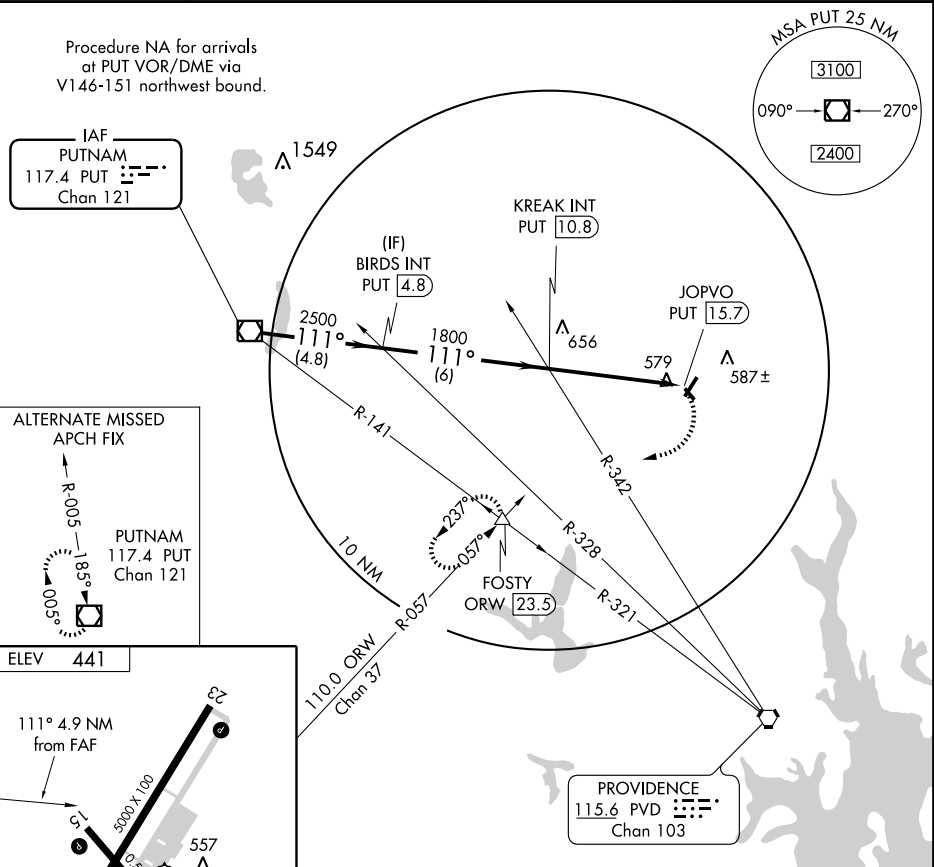 Procedure NA for arrivals
at PUT VOR/DME via
V146-151 northwest bound.
MSA PUT 25 NM
3100
090°
270°
2400
IAF
PUTNAM
117.4 PUT
Chan 121
1549
(IF)
BIRDS INT
PUT 4.8
KREAK INT
PUT 10.8
JOPVO
PUT 15.7
2500
111°
(4.8)
1800
111°
(6)
656
579
587±
R-141
R-342
R-328
R-321
237°
057°
10 NM
FOSTY
ORW 23.5
R-057
110.0 ORW
Chan 37
ALTERNATE MISSED
APCH FIX
R-005
185°
005°
PUTNAM
117.4 PUT
Chan 121
ELEV 441
111° 4.9 NM
from FAF
23
P
5000 X 100
15
P
557
PROVIDENCE
115.6 PVD
Chan 103